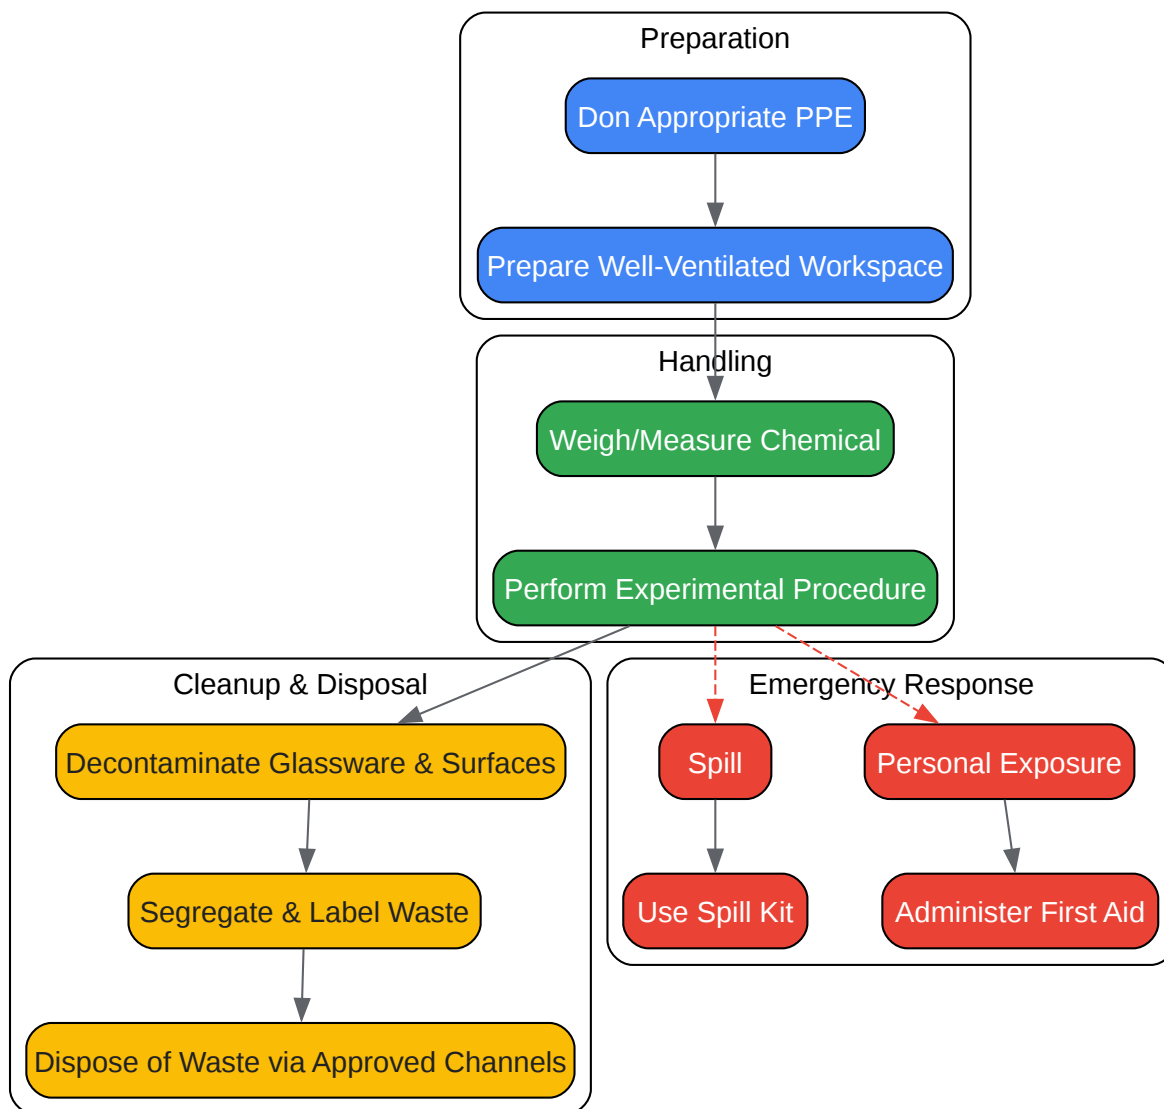 Preparation
Don Appropriate PPE
Prepare Well-Ventilated Workspace
Handling
Weigh/Measure Chemical
Perform Experimental Procedure
Cleanup & Disposal
Decontaminate Glassware & Surfaces
Segregate & Label Waste
Dispose of Waste via Approved Channels
Emergency Response
Spill
Personal Exposure
Use Spill Kit
Administer First Aid